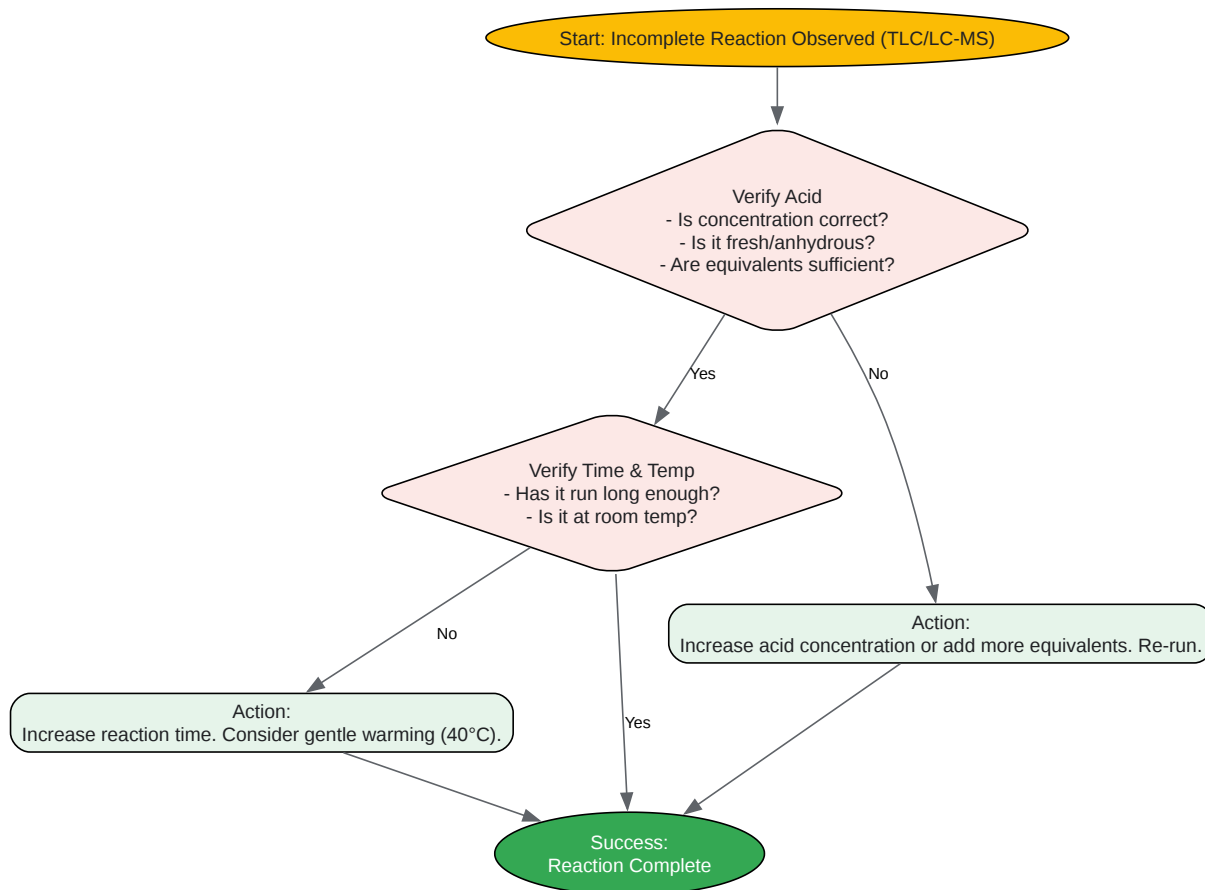 Start: Incomplete Reaction Observed (TLC/LC-MS)
Verify Acid
- Is concentration correct?
- Is it fresh/anhydrous?
- Are equivalents sufficient?
Yes
No
Verify Time & Temp
- Has it run long enough?
- Is it at room temp?
No
Yes
Action:
Increase acid concentration or add more equivalents. Re-run.
Action:
Increase reaction time. Consider gentle warming (40°C).
Success:
Reaction Complete